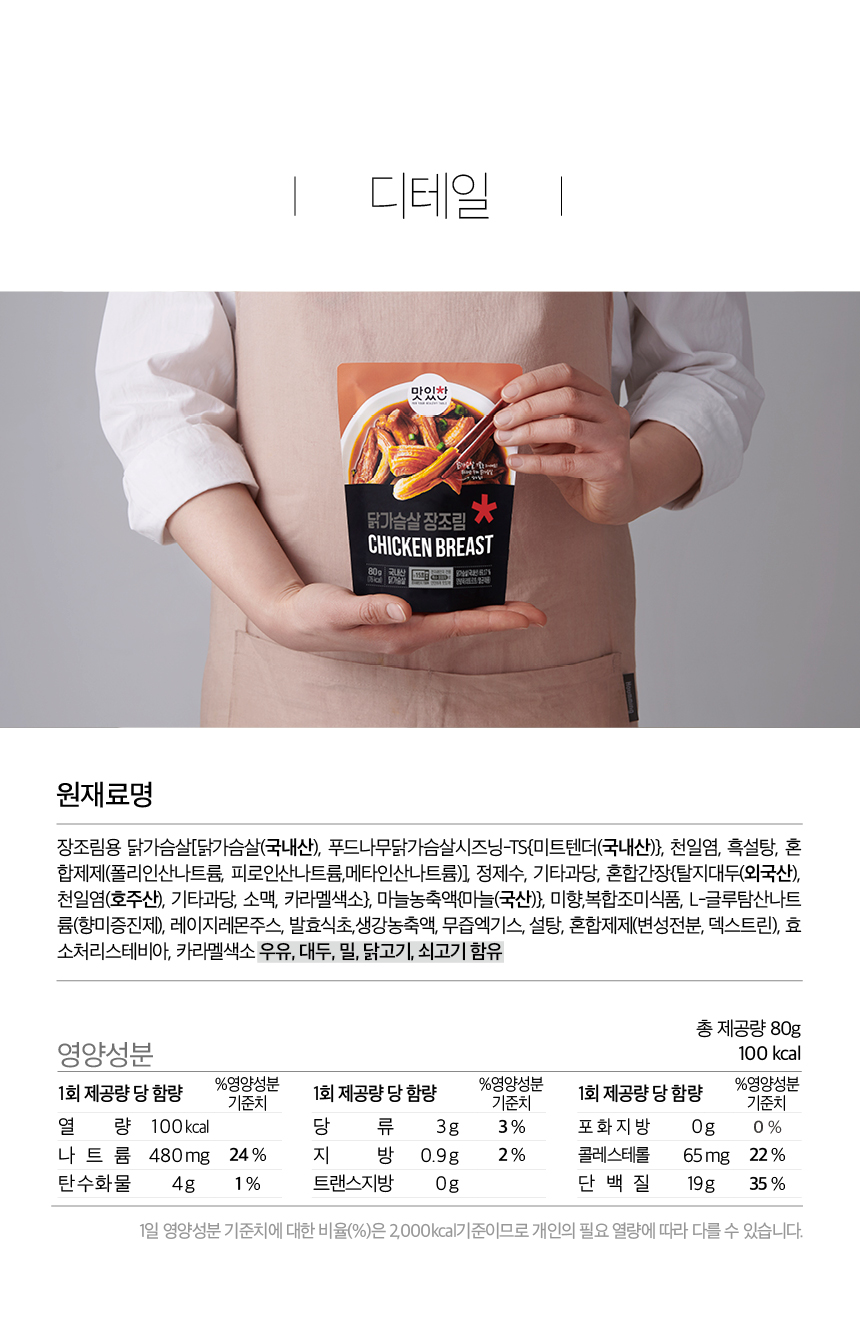 디테일
맛있찬
닭가슴살 장조림
CHICKEN BREAST
80g
국내산
닭가슴살
원재료명
장조림용 닭가슴살[닭가슴살(국내산), 푸드나무닭가슴살시즈닝-TS{미트텐더(국내산)}, 천일염, 흑설탕, 혼
합제제(폴리인산나트륨, 피로인산나트륨,메타인산나트륨)], 정제수, 기타과당, 혼합간장{탈지대두(외국산),
천일염(호주산), 기타과당, 소맥, 카라멜색소}, 마늘농축액{마늘(국산)}, 미향,복합조미식품, L-글루탐산나트
륨(향미증진제), 레이지레몬주스, 발효식초,생강농축액, 무즙엑기스, 설탕, 혼합제제(변성전분, 덱스트린), 효
소처리스테비아, 카라멜색소 우유, 대두, 밀, 닭고기, 쇠고기 함유
총 제공량 80g
영양성분 100 kcal
1회 제공량 당 함량 %영양성분 기준치 1회 제공량 당 함량 %영양성분 기준치 1회 제공량 당 함량 %영양성분 기준치
열 량 100 kcal 당 류 3g 3 % 포화지방 0g 0 %
나 트 륨 480mg 24 % 지 방 0.9g 2 % 콜레스테롤 65mg 22 %
탄수화물 4g 1 % 트랜스지방 0g 단 백 질 19g 35 %
1일 영양성분 기준치에 대한 비율(%)은 2,000kcal기준이므로 개인의 필요 열량에 따라 다를 수 있습니다.